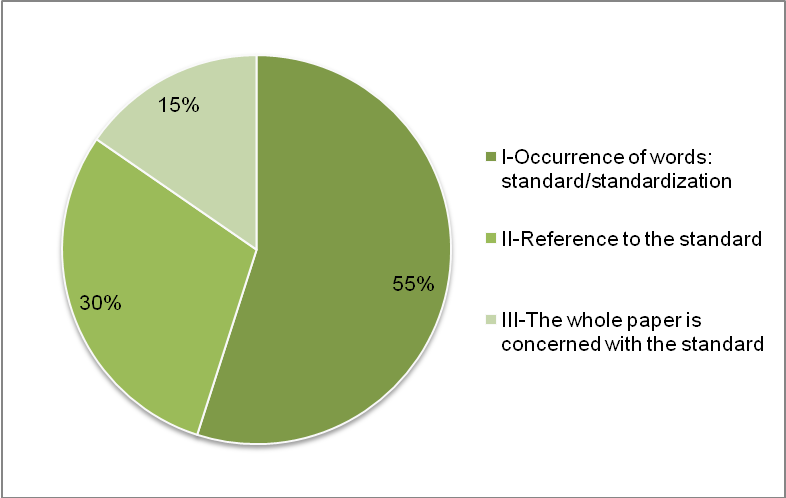 15%
30%
55%
I-Occurrence of words:
standard/standardization
II-Reference to the standard
III-The whole paper is
concerned with the standard